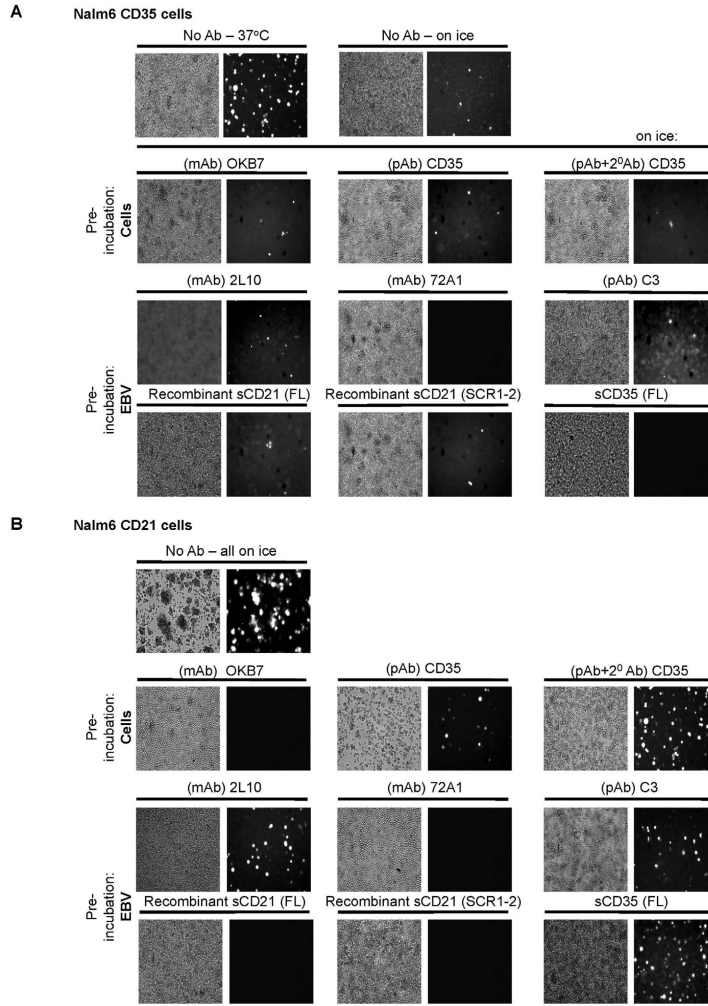 A
Nalm6 CD35 cells
No Ab – 37ºC
No Ab – on ice
on ice:
Pre-
incubation:
Cells
(mAb) OKB7
(pAb) CD35
(pAb+2⁰Ab) CD35
Pre-
incubation:
EBV
(mAb) 2L10
(mAb) 72A1
(pAb) C3
Recombinant sCD21 (FL)
Recombinant sCD21 (SCR1-2)
sCD35 (FL)
B
Nalm6 CD21 cells
No Ab – all on ice
Pre-
incubation:
Cells
(mAb) OKB7
(pAb) CD35
(pAb+2⁰ Ab) CD35
Pre-
incubation:
EBV
(mAb) 2L10
(mAb) 72A1
(pAb) C3
Recombinant sCD21 (FL)
Recombinant sCD21 (SCR1-2)
sCD35 (FL)